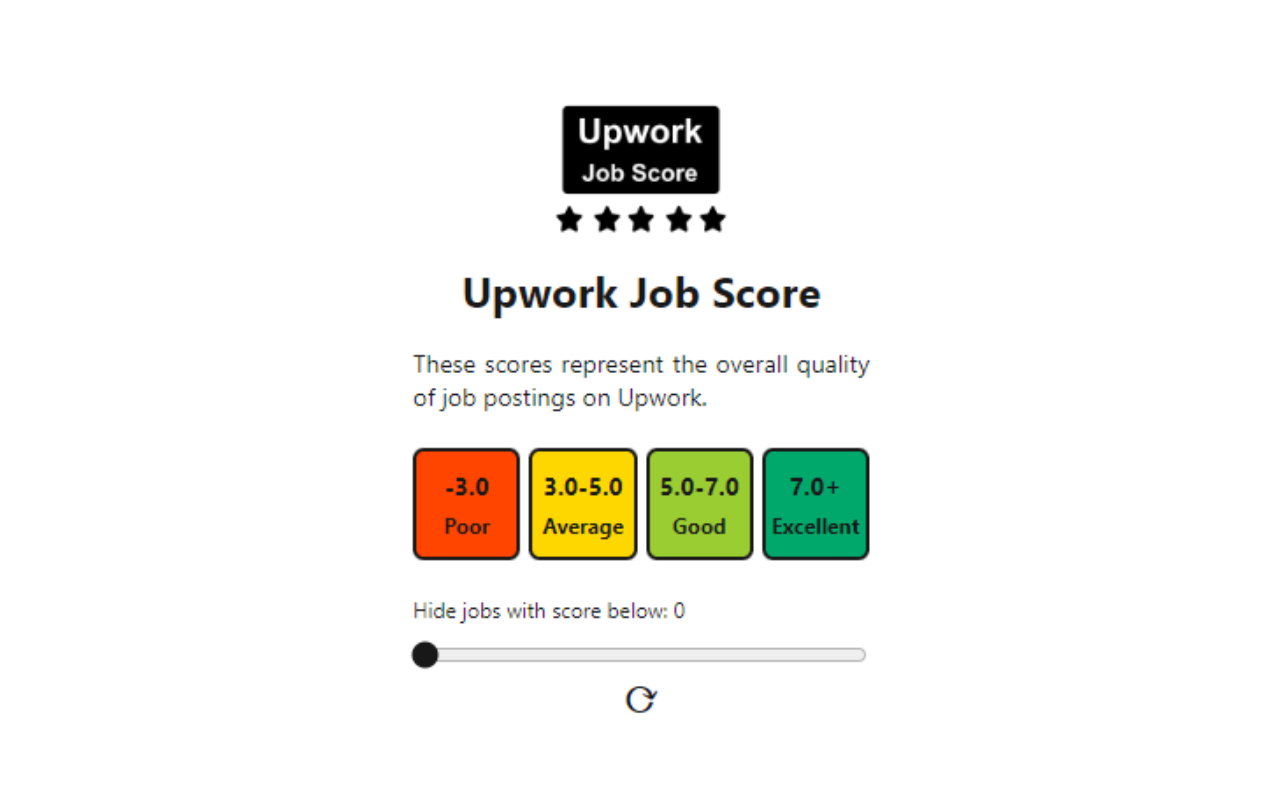 Upwork
Job Score
Upwork Job Score
These scores represent the overall quality
of job postings on Upwork.
-3.0 3.0-5.0 5.0-7.0 7.0+
Poor Average Good Excellent
Hide jobs with score below: 0